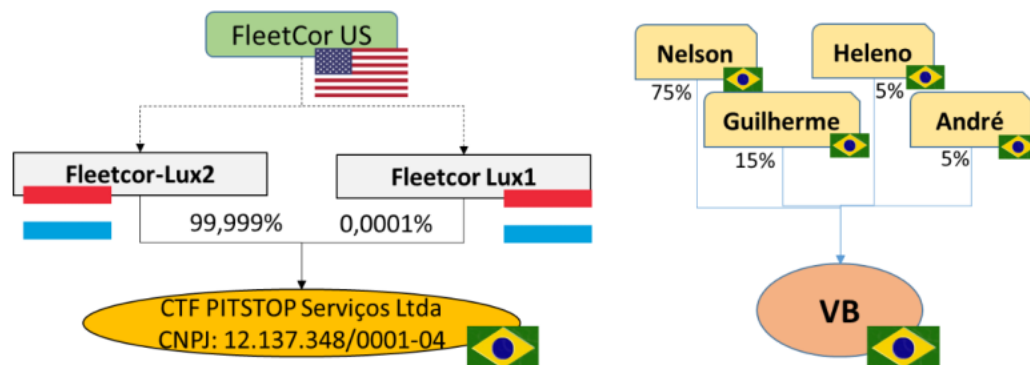 FleetCor US
Fleetcor-Lux2
Fleetcor Lux1
99,999%
0,0001%
CTF PITSTOP Serviços Ltda
CNPJ: 12.137.348/0001-04
Nelson
Heleno
75%
5%
Guilherme
André
15%
5%
VB